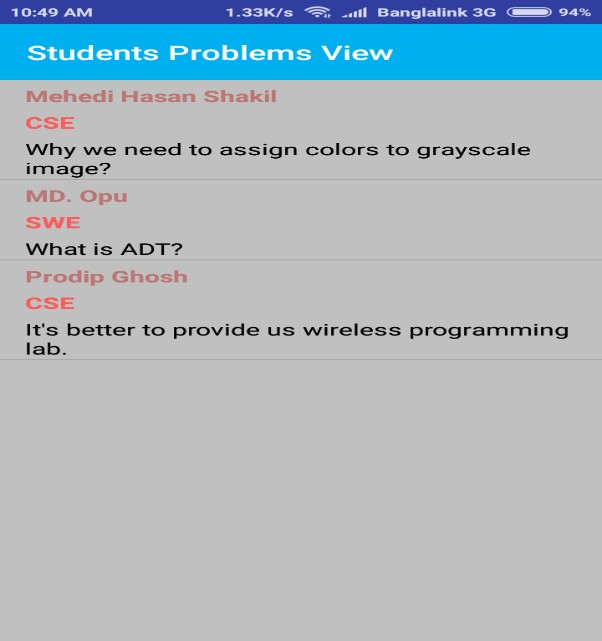 10:49 AM 1.33K/s Banglalink 3G 94%
Students Problems View
Mehedi Hasan Shakil
CSE
Why we need to assign colors to grayscale
image?
MD. Opu
SWE
What is ADT?
Prodip Ghosh
CSE
It's better to provide us wireless programming
lab.